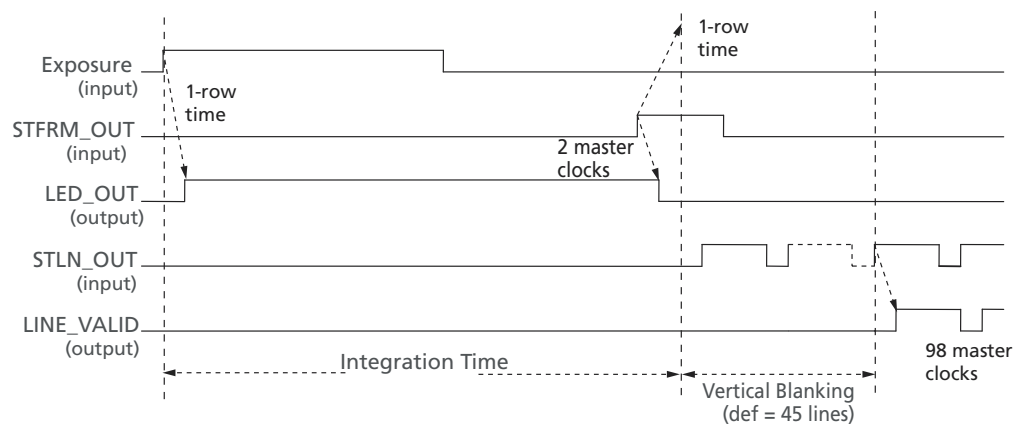 1-row
time
Exposure
(input)
1-row
time
STFRM_OUT
(input)
2 master
clocks
LED_OUT
(output)
STLN_OUT
(input)
LINE_VALID
(output)
98 master
clocks
Integration Time
Vertical Blanking
(def = 45 lines)